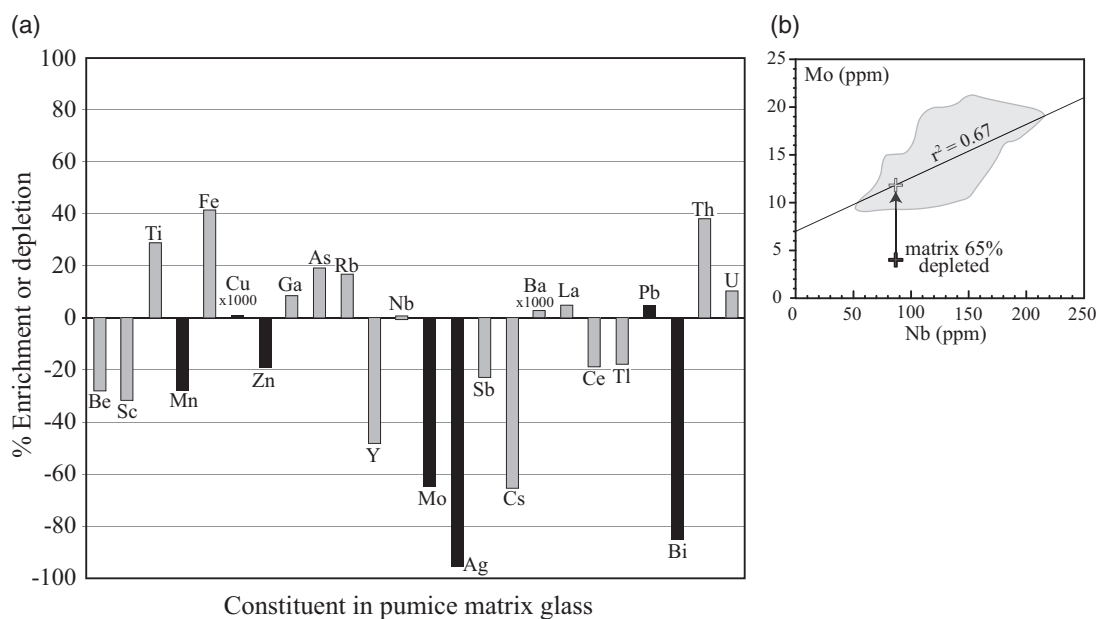 (a)
100
80
60
40
20
0
-20
-40
-60
-80
-100
% Enrichment or depletion
Be
Sc
Ti
Mn
Fe
Cu
x1000
Zn
Ga
As
Rb
Y
Nb
Mo
Ag
Sb
Cs
Ba
x1000
La
Ce
Tl
Pb
Bi
Th
U
Constituent in pumice matrix glass
(b)
25
20
15
10
5
0
Mo (ppm)
r² = 0.67
matrix 65%
depleted
0 50 100 150 200 250
Nb (ppm)